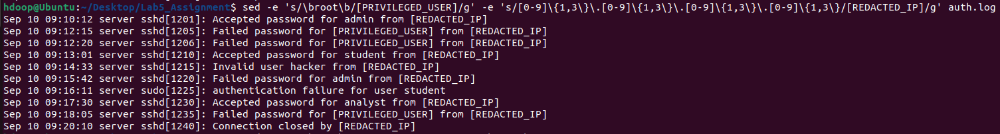 hdoop@Ubuntu:~/Desktop/Lab5_Assignment$ sed -e 's/\broot\b/[PRIVILEGED_USER]/g' -e 's/[0-9]\{1,3\}\.[0-9]\{1,3\}\.[0-9]\{1,3\}\.[0-9]\{1,3\}/[REDACTED_IP]/g' auth.log
Sep 10 09:10:12 server sshd[1201]: Accepted password for admin from [REDACTED_IP]
Sep 10 09:12:15 server sshd[1205]: Failed password for [PRIVILEGED_USER] from [REDACTED_IP]
Sep 10 09:12:20 server sshd[1206]: Failed password for [PRIVILEGED_USER] from [REDACTED_IP]
Sep 10 09:13:01 server sshd[1210]: Accepted password for student from [REDACTED_IP]
Sep 10 09:14:33 server sshd[1215]: Invalid user hacker from [REDACTED_IP]
Sep 10 09:15:42 server sshd[1220]: Failed password for admin from [REDACTED_IP]
Sep 10 09:16:11 server sudo[1225]: authentication failure for user student
Sep 10 09:17:30 server sshd[1230]: Accepted password for analyst from [REDACTED_IP]
Sep 10 09:18:05 server sshd[1235]: Failed password for [PRIVILEGED_USER] from [REDACTED_IP]
Sep 10 09:20:10 server sshd[1240]: Connection closed by [REDACTED_IP]